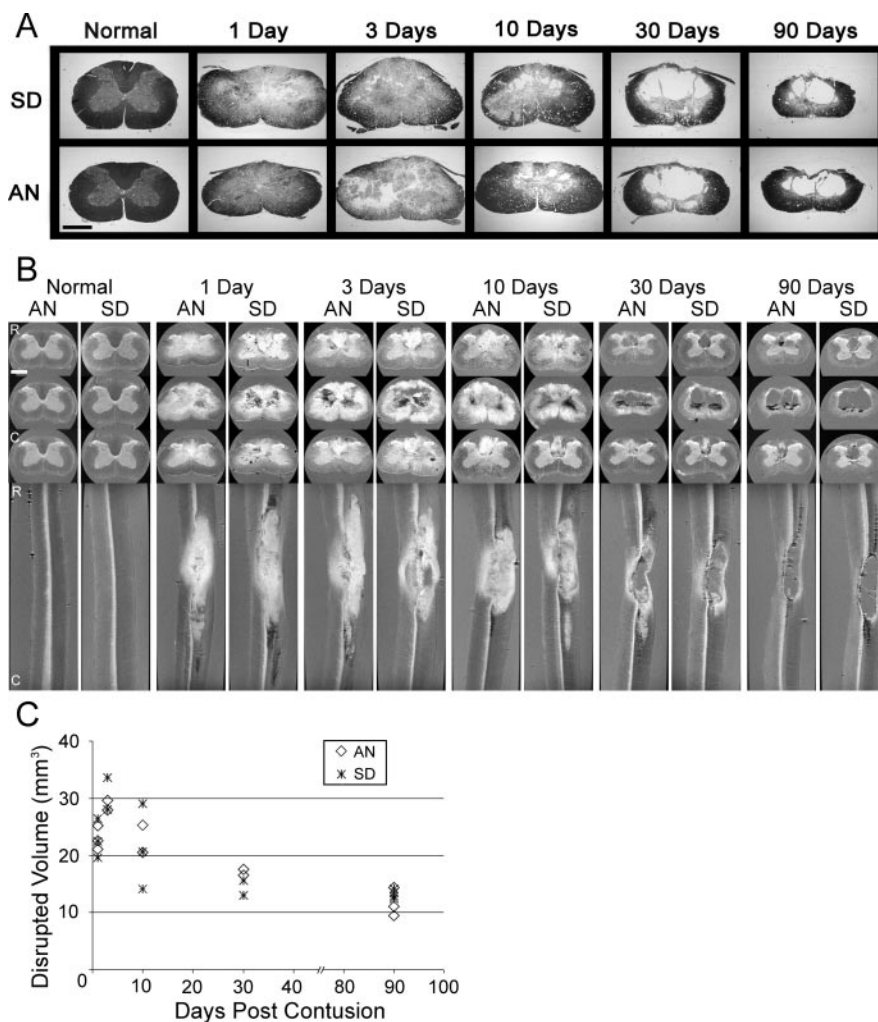 A
Normal 1 Day 3 Days 10 Days 30 Days 90 Days
SD
AN
B
Normal 1 Day 3 Days 10 Days 30 Days 90 Days
AN SD AN SD AN SD AN SD AN SD AN SD
R
C
R
C
C
40
30
20
10
0
Disrupted Volume (mm³)
AN
SD
10 20 30 40 80 90 100
Days Post Contusion